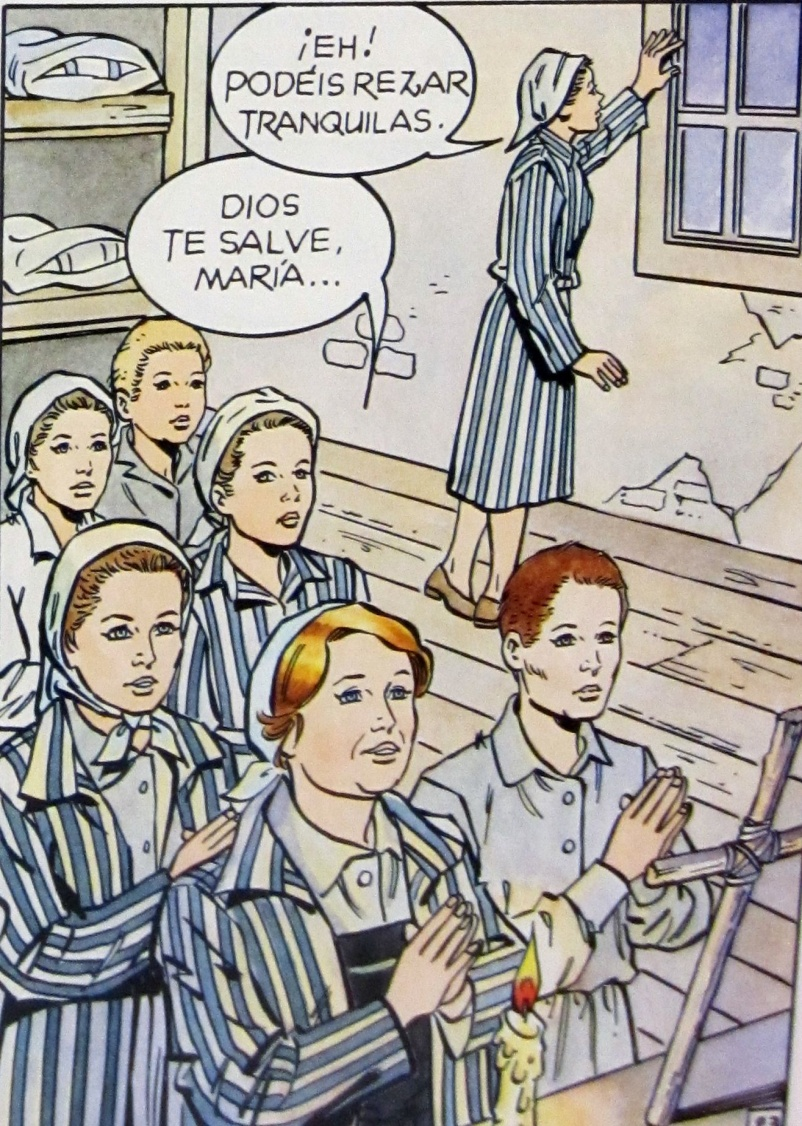 ¡EH!
PODÉIS REZAR
TRANQUILAS.
DIOS
TE SALVE,
MARÍA...